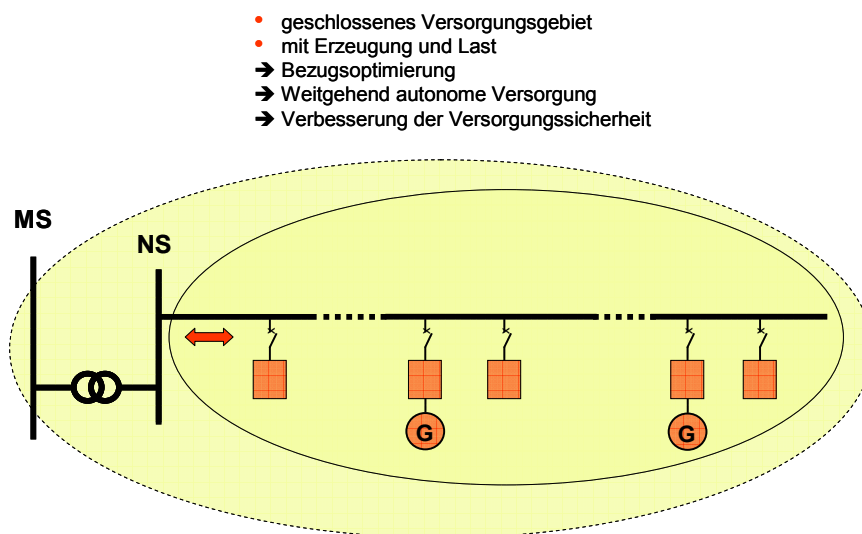 • geschlossenes Versorgungsgebiet
• mit Erzeugung und Last
➔ Bezugsoptimierung
➔ Weitgehend autonome Versorgung
➔ Verbesserung der Versorgungssicherheit
MS
NS
G
G